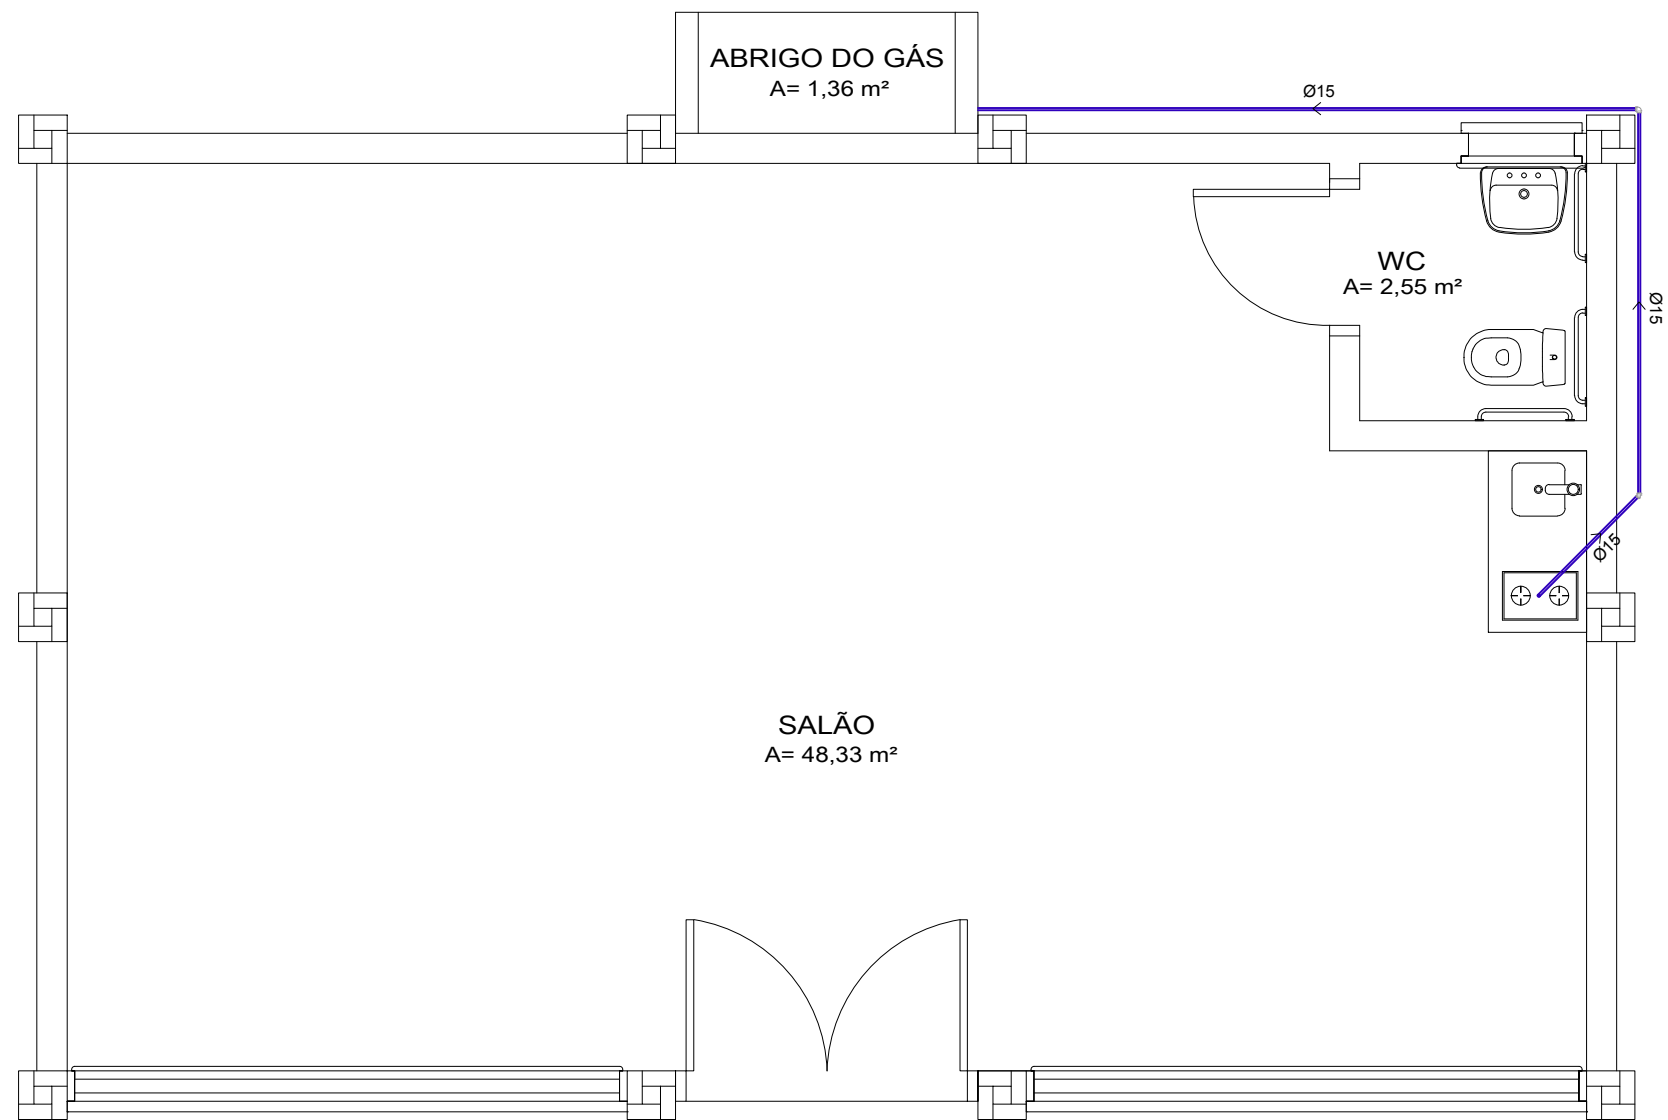 ABRIGO DO GÁS
A= 1,36 m²
Ø15
WC
A= 2,55 m²
Ø15
Ø15
SALÃO
A= 48,33 m²